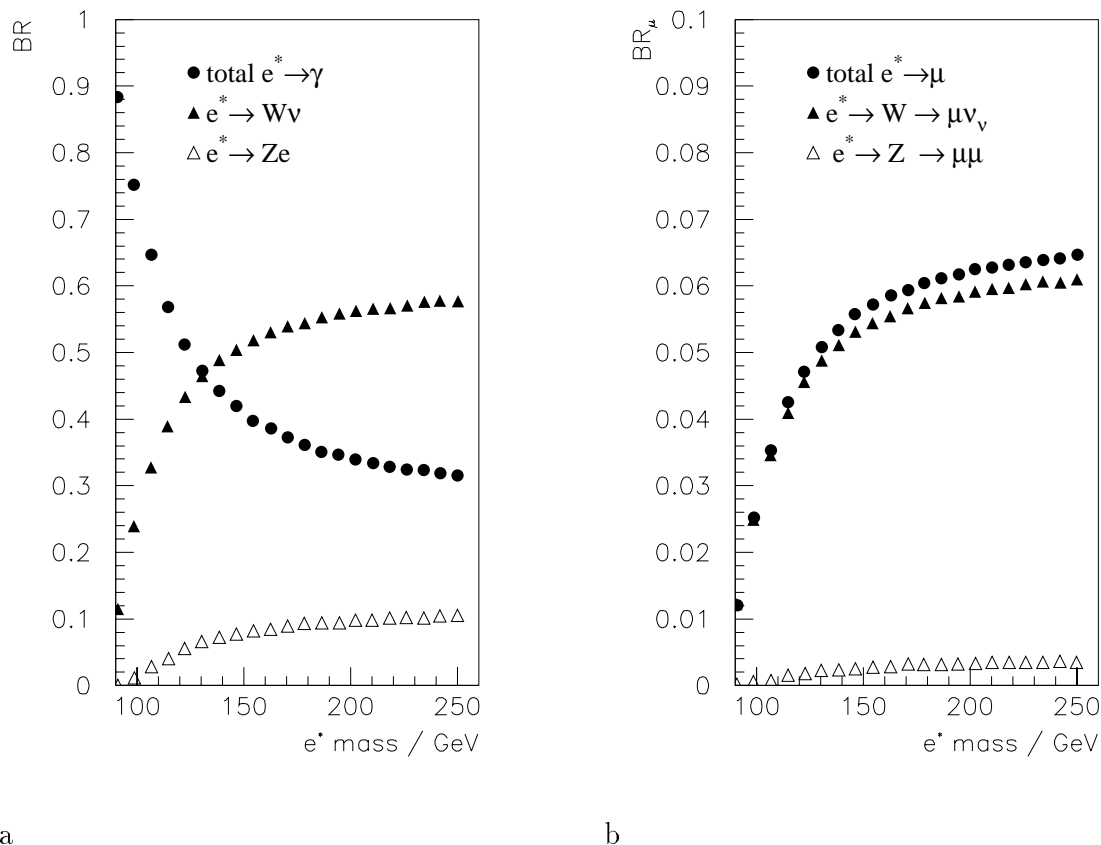 BR
1
0.9
0.8
0.7
0.6
0.5
0.4
0.3
0.2
0.1
0
total e*→γ
e*→ Wν
e*→ Ze
100 150 200 250
e* mass / GeV
a
BRμ
0.1
0.09
0.08
0.07
0.06
0.05
0.04
0.03
0.02
0.01
0
total e*→μ
e*→ W → μν_ν
e*→ Z → μμ
100 150 200 250
e* mass / GeV
b